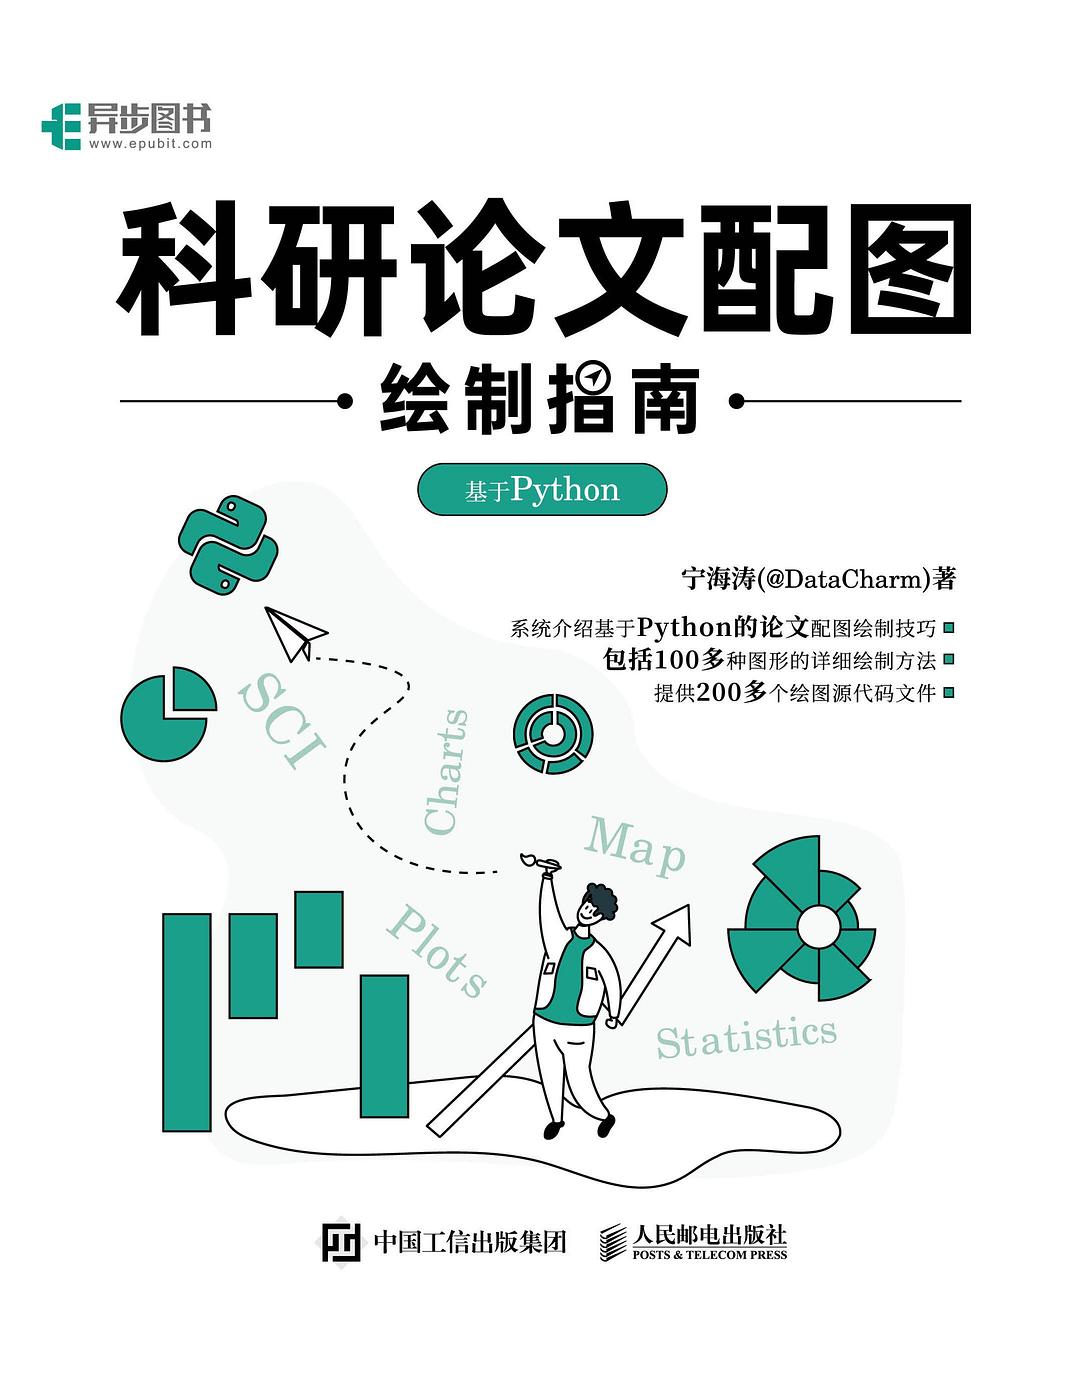 异步图书
www.epubit.com
科研论文配图
绘制指南
基于Python
宁海涛(@DataCharm)著
系统介绍基于Python的论文配图绘制技巧
包括100多种图形的详细绘制方法
提供200多个绘图源代码文件
SCI
Charts
Map
Plots
Statistics
中国工信出版集团
人民邮电出版社
POSTS & TELECOM PRESS